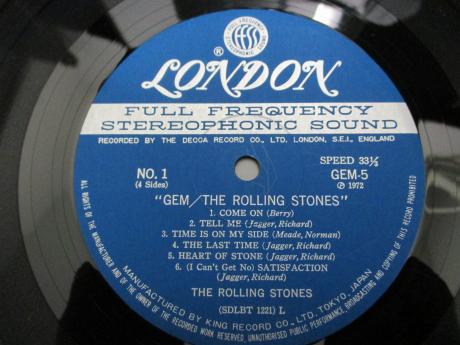 FULL FREQUENCY STEREOPHONIC SOUND
LONDON
FULL FREQUENCY
STEREOPHONIC SOUND
RECORDED BY THE DECCA RECORD CO., LTD. LONDON, S.E.I., ENGLAND
SPEED 33⅓
NO. 1
GEM-5
(4 Sides)
Ⓟ 1972
"GEM/THE ROLLING STONES"
1. COME ON (Berry)
2. TELL ME (Jagger, Richard)
3. TIME IS ON MY SIDE (Meade, Norman)
4. THE LAST TIME (Jagger, Richard)
5. HEART OF STONE (Jagger, Richard)
6. (I Can't Get No) SATISFACTION
(Jagger, Richard)
THE ROLLING STONES
(SDLBT 1221) L
MANUFACTURED BY KING RECORD CO., LTD. TOKYO, JAPAN
ALL RIGHTS OF THE MANUFACTURER AND OF THE OWNER OF THE RECORDED WORK RESERVED, UNAUTHORISED PUBLIC PERFORMANCE, BROADCASTING AND COPYING OF THIS RECORD PROHIBITED